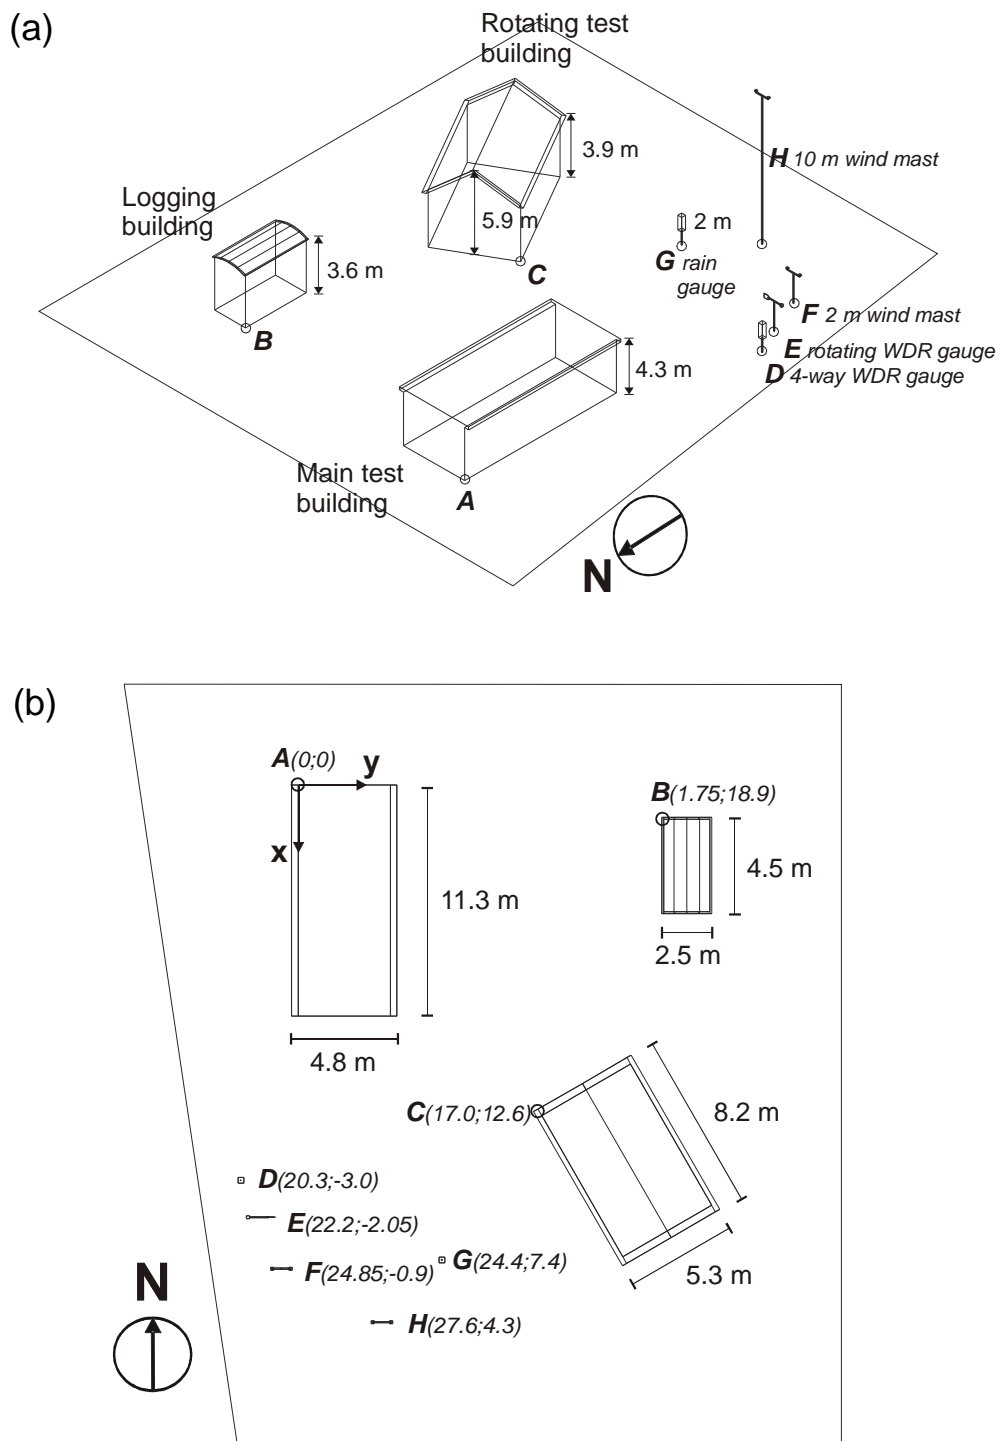 (a)
Rotating test
building
3.9 m
H 10 m wind mast
Logging
building
5.9 m
2 m
3.6 m
G rain
gauge
C
F 2 m wind mast
B
E rotating WDR gauge
4.3 m
D 4-way WDR gauge
Main test
building
A
N
(b)
A(0;0)
y
B(1.75;18.9)
x
4.5 m
11.3 m
2.5 m
4.8 m
C(17.0;12.6)
8.2 m
D(20.3;-3.0)
E(22.2;-2.05)
F(24.85;-0.9)
G(24.4;7.4)
5.3 m
N
H(27.6;4.3)